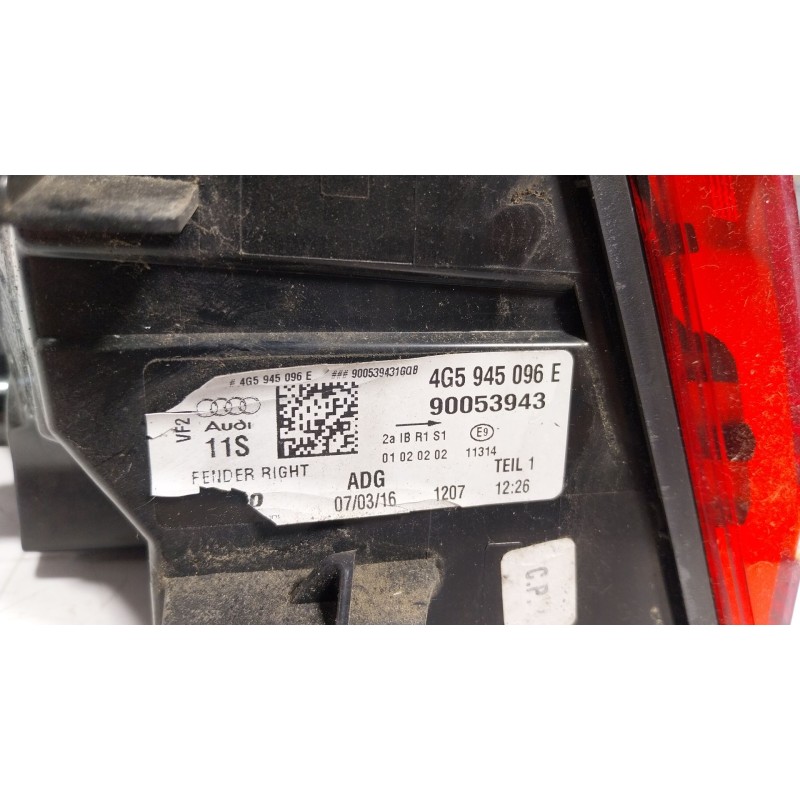 # 4G5 945 096 E ### 900539431GQB
4G5 945 096 E
90053943
VF2
Audi
11S
2a IB R1 S1 E9
01 02 02 02 11314
FENDER RIGHT
ADG TEIL 1
07/03/16 1207 12:26
C.P.